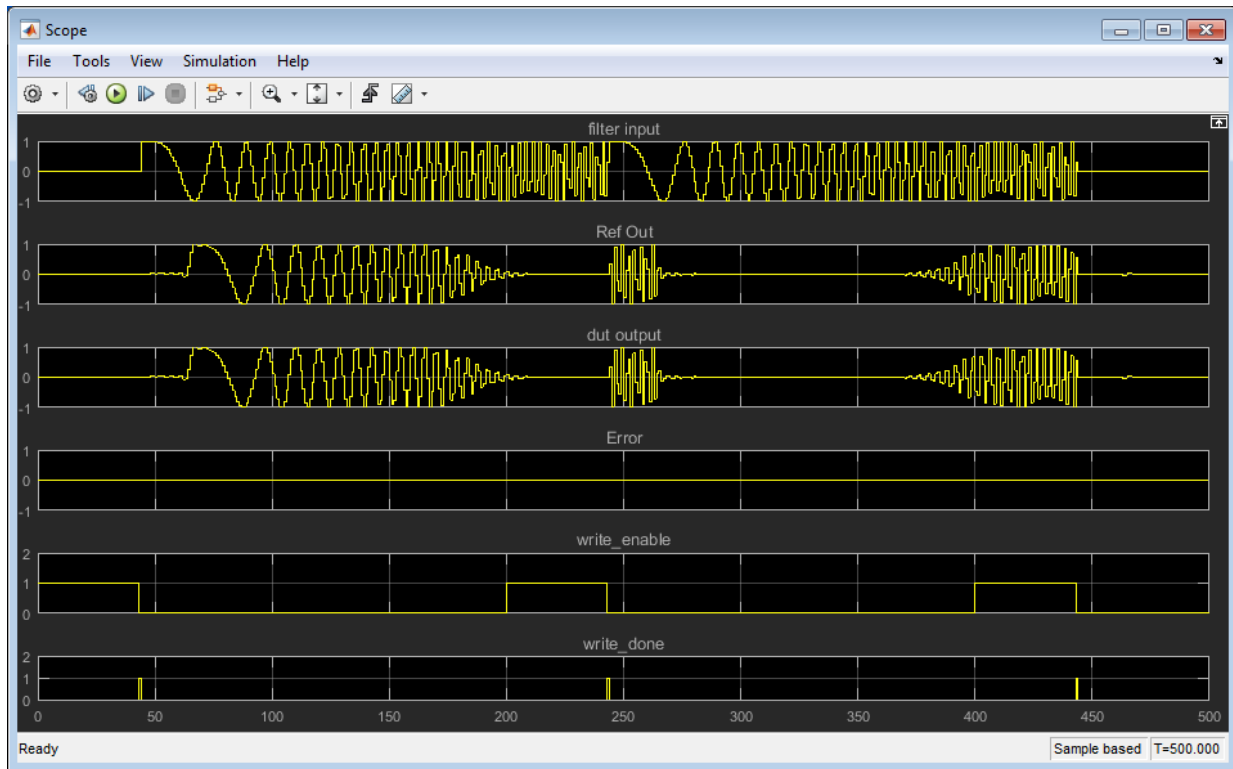 Scope
File Tools View Simulation Help
filter input
1
0
-1
Ref Out
1
0
-1
dut output
1
0
-1
Error
1
0
-1
write_enable
2
1
0
write_done
2
1
0
0 50 100 150 200 250 300 350 400 450 500
Ready Sample based T=500.000